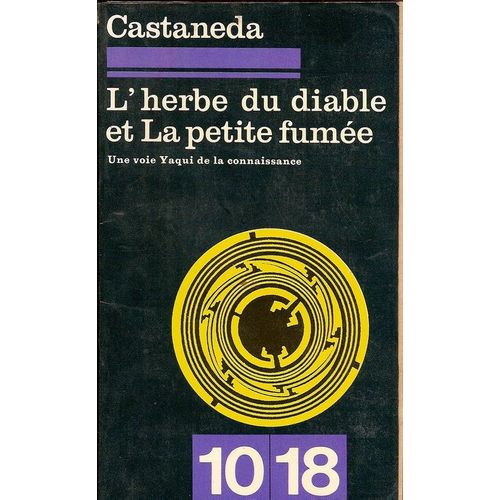 Castaneda
L'herbe du diable
et La petite fumée
Une voie Yaqui de la connaissance
10 18